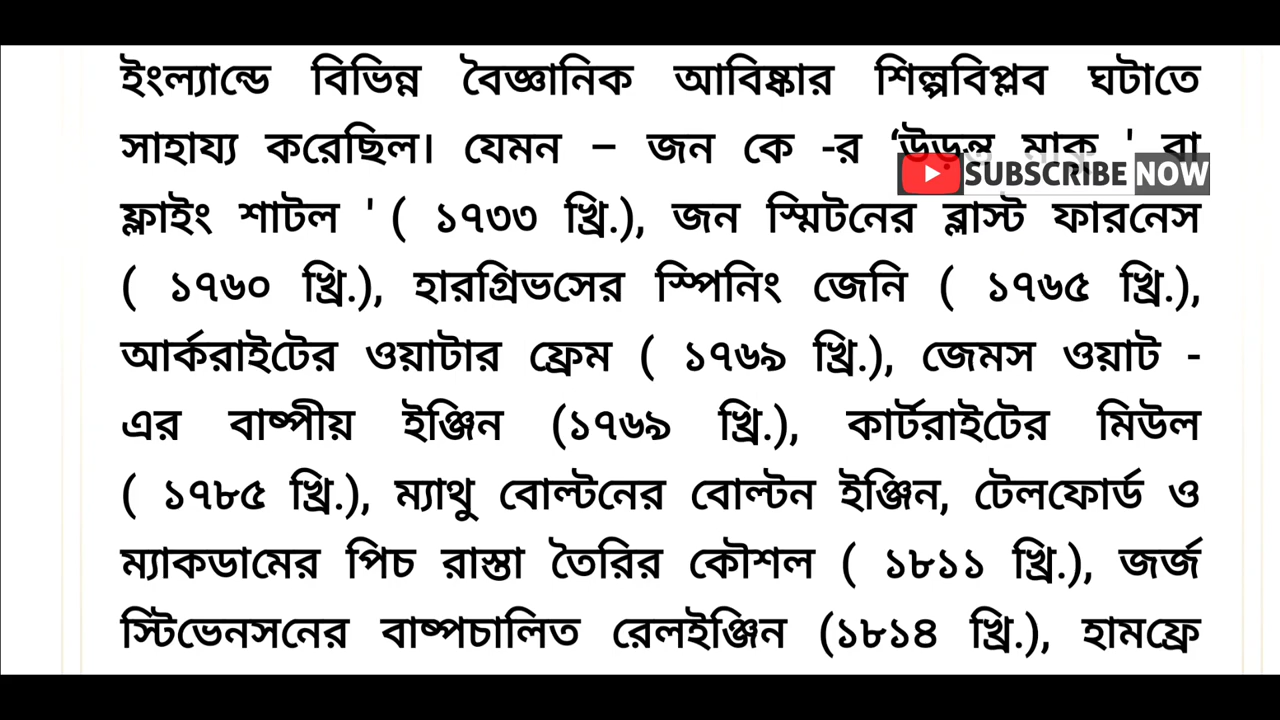 ইংল্যান্ডে বিভিন্ন বৈজ্ঞানিক আবিষ্কার শিল্পবিপ্লব ঘটাতে
সাহায্য করেছিল। যেমন – জন কে -র ‘উড়ন্ত মাকু ' বা
SUBSCRIBE NOW
ফ্লাইং শাটল ' ( ১৭৩৩ খ্রি.), জন স্মিটনের ব্লাস্ট ফারনেস
( ১৭৬০ খ্রি.), হারগ্রিভসের স্পিনিং জেনি ( ১৭৬৫ খ্রি.),
আর্করাইটের ওয়াটার ফ্রেম ( ১৭৬৯ খ্রি.), জেমস ওয়াট -
এর বাষ্পীয় ইঞ্জিন (১৭৬৯ খ্রি.), কার্টরাইটের মিউল
( ১৭৮৫ খ্রি.), ম্যাথু বোল্টনের বোল্টন ইঞ্জিন, টেলফোর্ড ও
ম্যাকডামের পিচ রাস্তা তৈরির কৌশল ( ১৮১১ খ্রি.), জর্জ
স্টিভেনসনের বাষ্পচালিত রেলইঞ্জিন (১৮১৪ খ্রি.), হামফ্রে